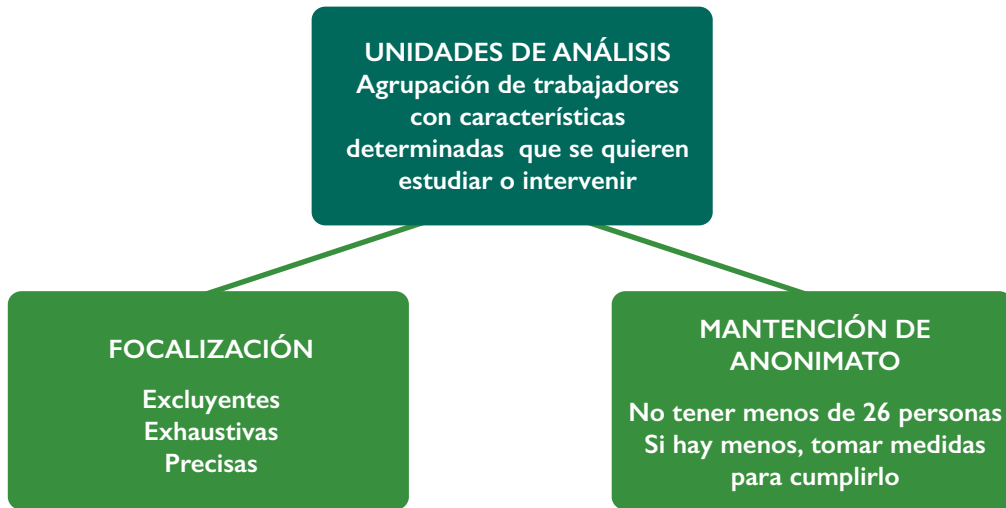 UNIDADES DE ANÁLISIS
Agrupación de trabajadores
con características
determinadas que se quieren
estudiar o intervenir
FOCALIZACIÓN
Excluyentes
Exhaustivas
Precisas
MANTENCIÓN DE
ANONIMATO
No tener menos de 26 personas
Si hay menos, tomar medidas
para cumplirlo